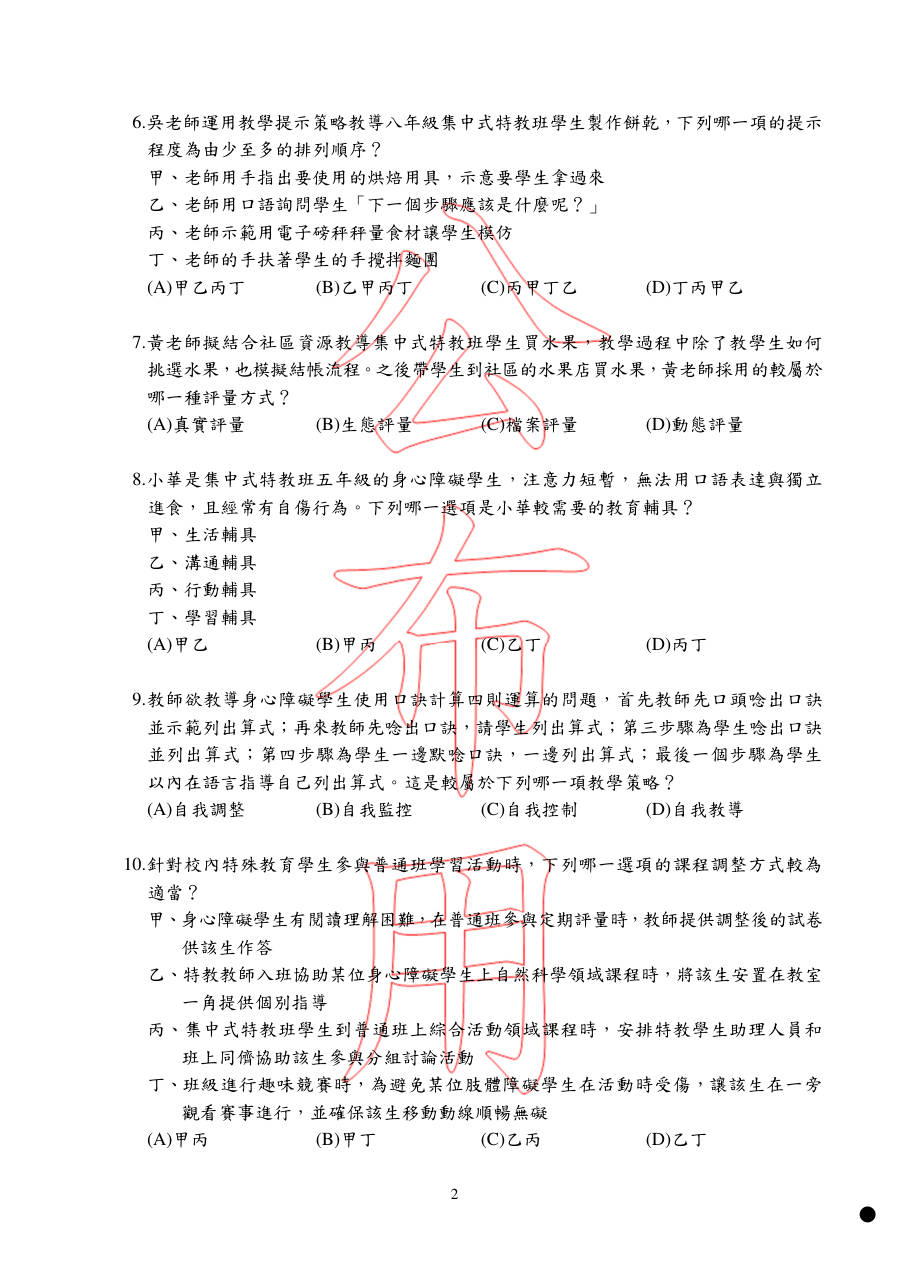 6.吳老師運用教學提示策略教導八年級集中式特教班學生製作餅乾，下列哪一項的提示
程度為由少至多的排列順序？
甲、老師用手指出要使用的烘焙用具，示意要學生拿過來
乙、老師用口語詢問學生「下一個步驟應該是什麼呢？」
丙、老師示範用電子磅秤秤量食材讓學生模仿
丁、老師的手扶著學生的手攪拌麵團
(A)甲乙丙丁 (B)乙甲丙丁 (C)丙甲丁乙 (D)丁丙甲乙
7.黃老師擬結合社區資源教導集中式特教班學生買水果，教學過程中除了教學生如何
挑選水果，也模擬結帳流程。之後帶學生到社區的水果店買水果，黃老師採用的較屬於
哪一種評量方式？
(A)真實評量 (B)生態評量 (C)檔案評量 (D)動態評量
8.小華是集中式特教班五年級的身心障礙學生，注意力短暫，無法用口語表達與獨立
進食，且經常有自傷行為。下列哪一選項是小華較需要的教育輔具？
甲、生活輔具
乙、溝通輔具
丙、行動輔具
丁、學習輔具
(A)甲乙 (B)甲丙 (C)乙丁 (D)丙丁
9.教師欲教導身心障礙學生使用口訣計算四則運算的問題，首先教師先口頭唸出口訣
並示範列出算式；再來教師先唸出口訣，請學生列出算式；第三步驟為學生唸出口訣
並列出算式；第四步驟為學生一邊默唸口訣，一邊列出算式；最後一個步驟為學生
以內在語言指導自己列出算式。這是較屬於下列哪一項教學策略？
(A)自我調整 (B)自我監控 (C)自我控制 (D)自我教導
10.針對校內特殊教育學生參與普通班學習活動時，下列哪一選項的課程調整方式較為
適當？
甲、身心障礙學生有閱讀理解困難，在普通班參與定期評量時，教師提供調整後的試卷
供該生作答
乙、特教教師入班協助某位身心障礙學生上自然科學領域課程時，將該生安置在教室
一角提供個別指導
丙、集中式特教班學生到普通班上綜合活動領域課程時，安排特教學生助理人員和
班上同儕協助該生參與分組討論活動
丁、班級進行趣味競賽時，為避免某位肢體障礙學生在活動時受傷，讓該生在一旁
觀看賽事進行，並確保該生移動動線順暢無礙
(A)甲丙 (B)甲丁 (C)乙丙 (D)乙丁
2
公
布
用